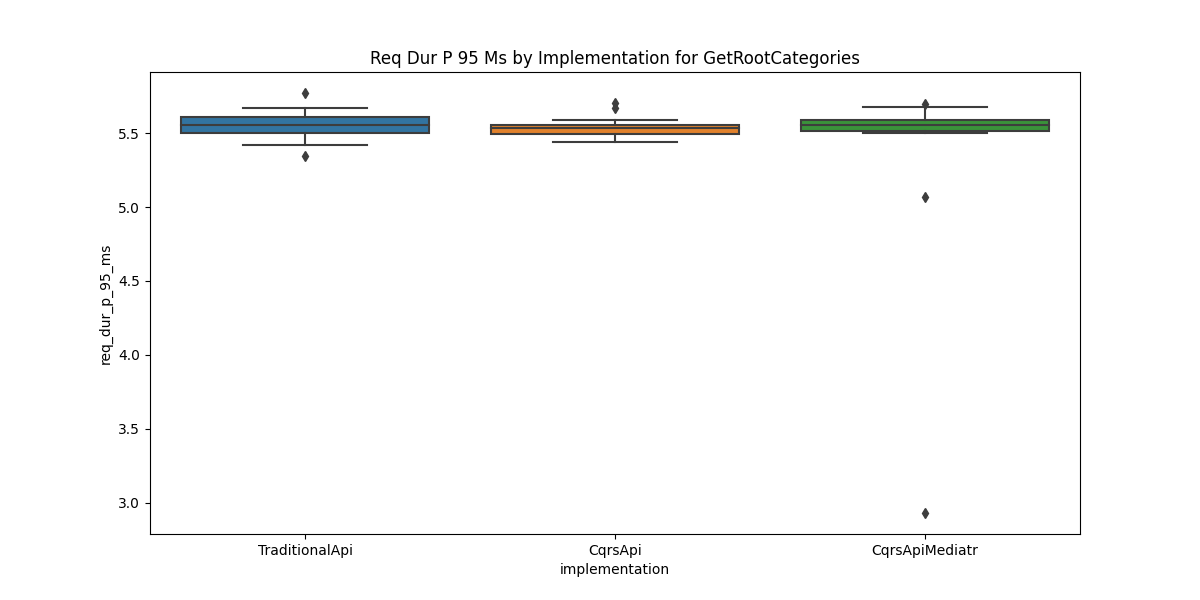 Req Dur P 95 Ms by Implementation for GetRootCategories
req_dur_p_95_ms
5.5
5.0
4.5
4.0
3.5
3.0
TraditionalApi
CqrsApi
CqrsApiMediatr
implementation